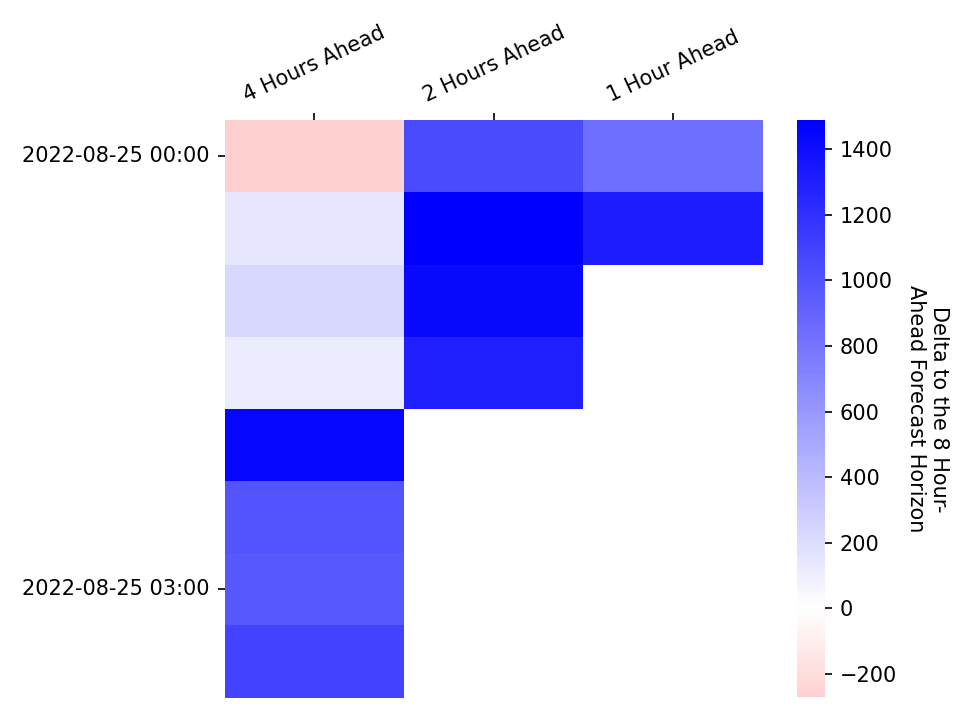 4 Hours Ahead
2 Hours Ahead
1 Hour Ahead
2022-08-25 00:00
2022-08-25 03:00
1400
1200
1000
800
600
400
200
0
−200
Delta to the 8 Hour-
Ahead Forecast Horizon